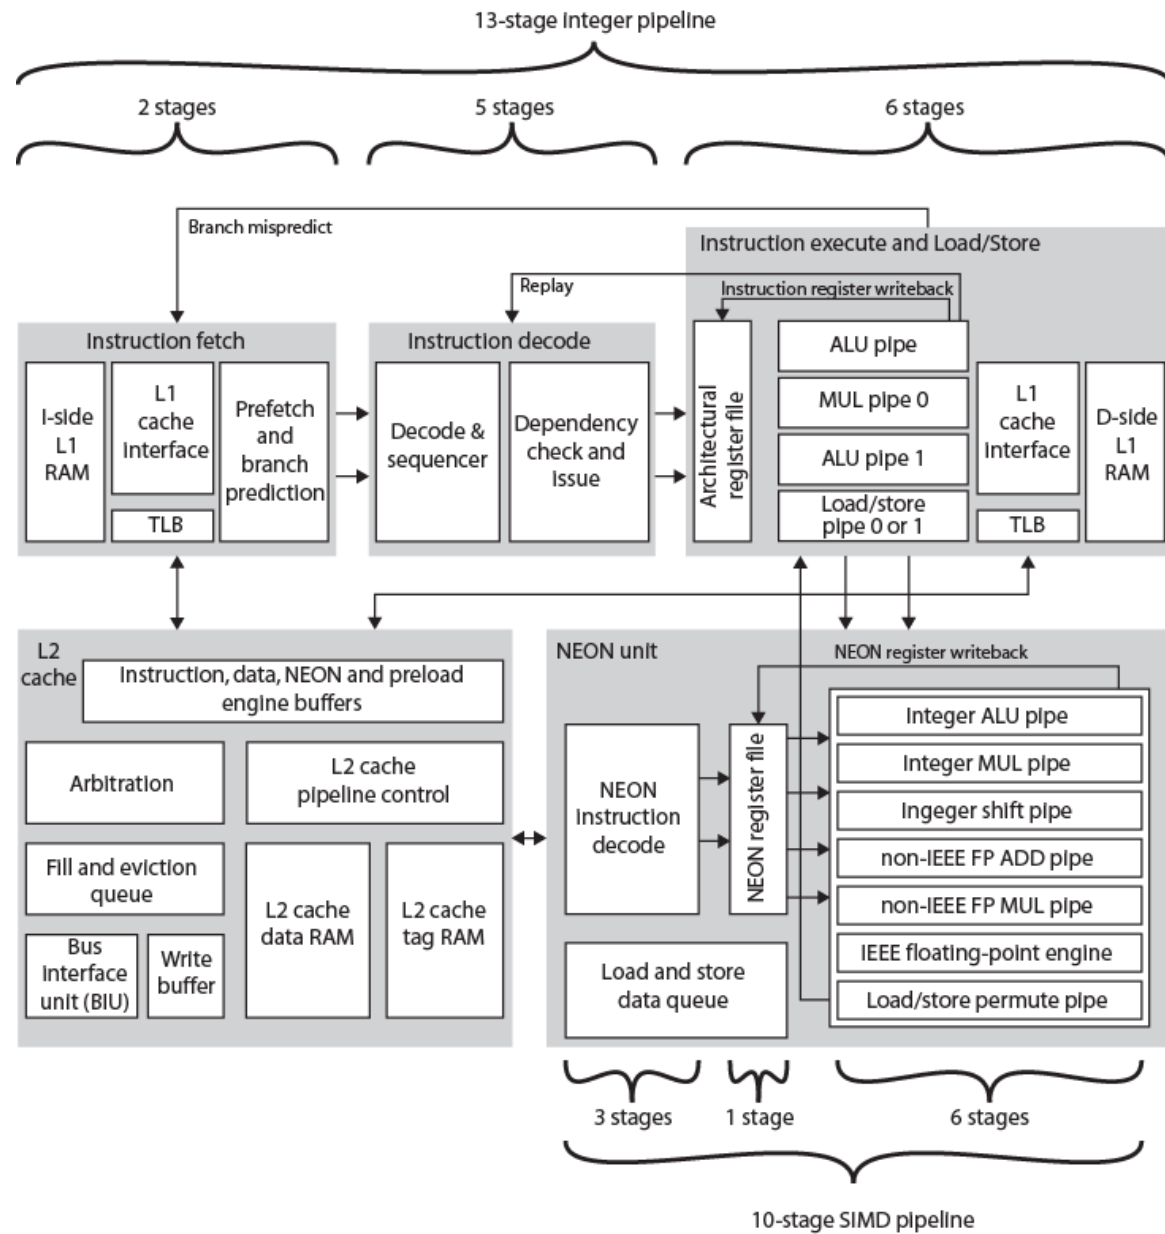 13-stage integer pipeline
2 stages
5 stages
6 stages
Branch mispredict
Instruction execute and Load/Store
Replay
Instruction register writeback
Instruction fetch
I-side
L1
RAM
L1
cache
interface
TLB
Prefetch
and
branch
prediction
Instruction decode
Decode &
sequencer
Dependency
check and
issue
Architectural
register file
ALU pipe
MUL pipe 0
ALU pipe 1
Load/store
pipe 0 or 1
L1
cache
interface
TLB
D-side
L1
RAM
L2
cache
Instruction, data, NEON and preload
engine buffers
Arbitration
L2 cache
pipeline control
Fill and eviction
queue
L2 cache
data RAM
L2 cache
tag RAM
Bus
interface
unit (BIU)
Write
buffer
NEON unit
NEON register writeback
NEON
instruction
decode
NEON register file
Integer ALU pipe
Integer MUL pipe
Ingeger shift pipe
non-IEEE FP ADD pipe
non-IEEE FP MUL pipe
IEEE floating-point engine
Load/store permute pipe
Load and store
data queue
3 stages
1 stage
6 stages
10-stage SIMD pipeline